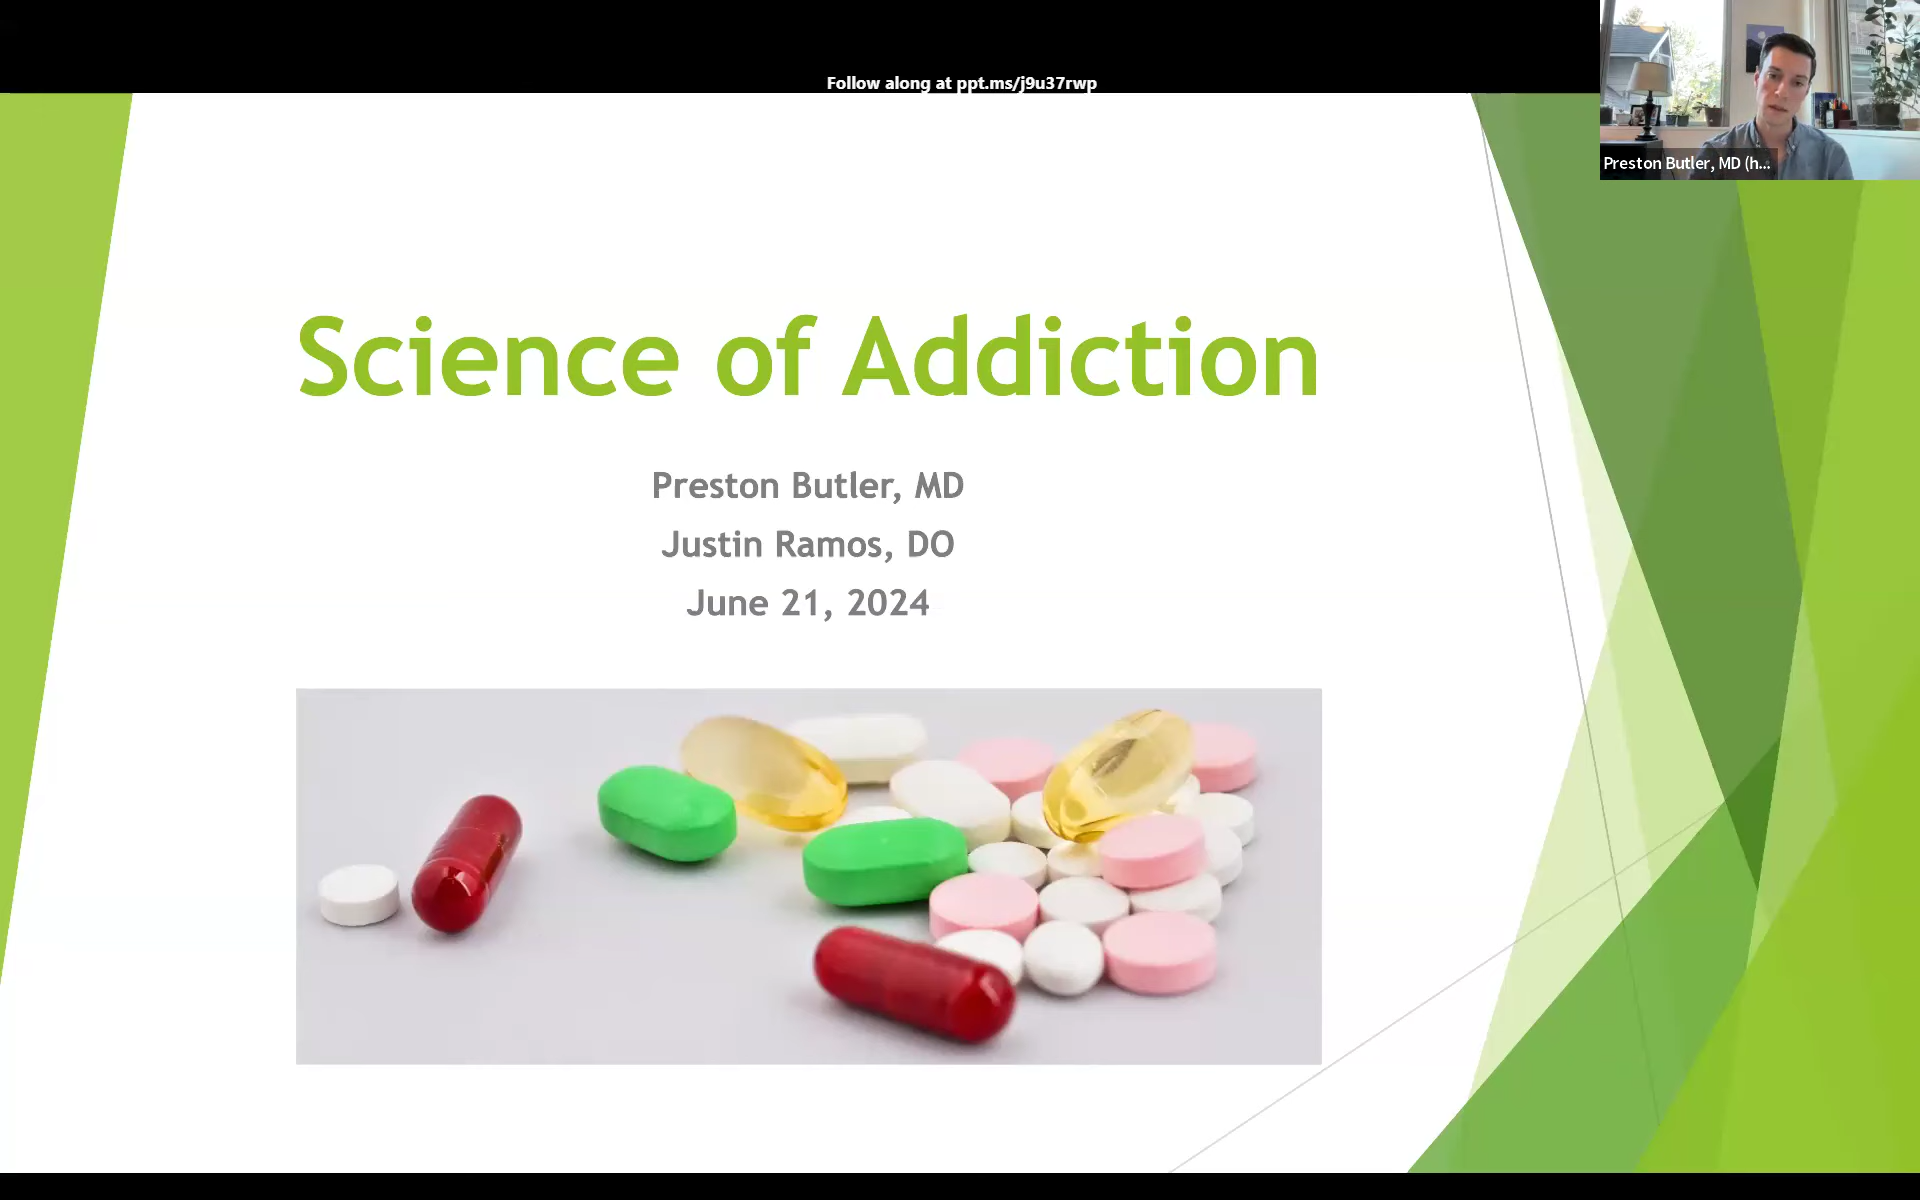 Follow along at ppt.ms/j9u37rwp
Preston Butler, MD (h...
Science of Addiction
Preston Butler, MD
Justin Ramos, DO
June 21, 2024